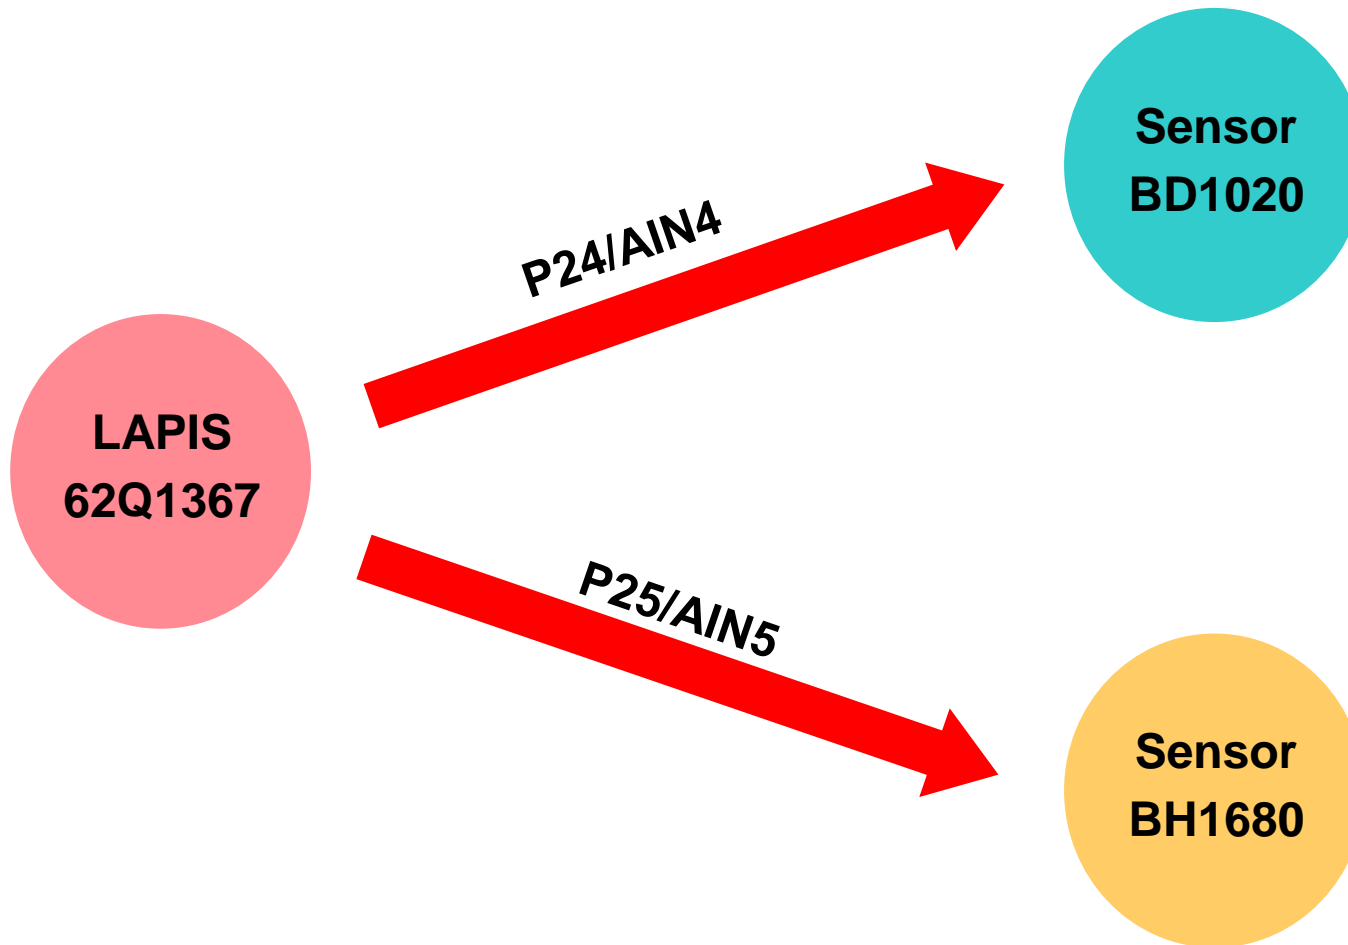 Sensor
BD1020
P24/AIN4
LAPIS
62Q1367
P25/AIN5
Sensor
BH1680